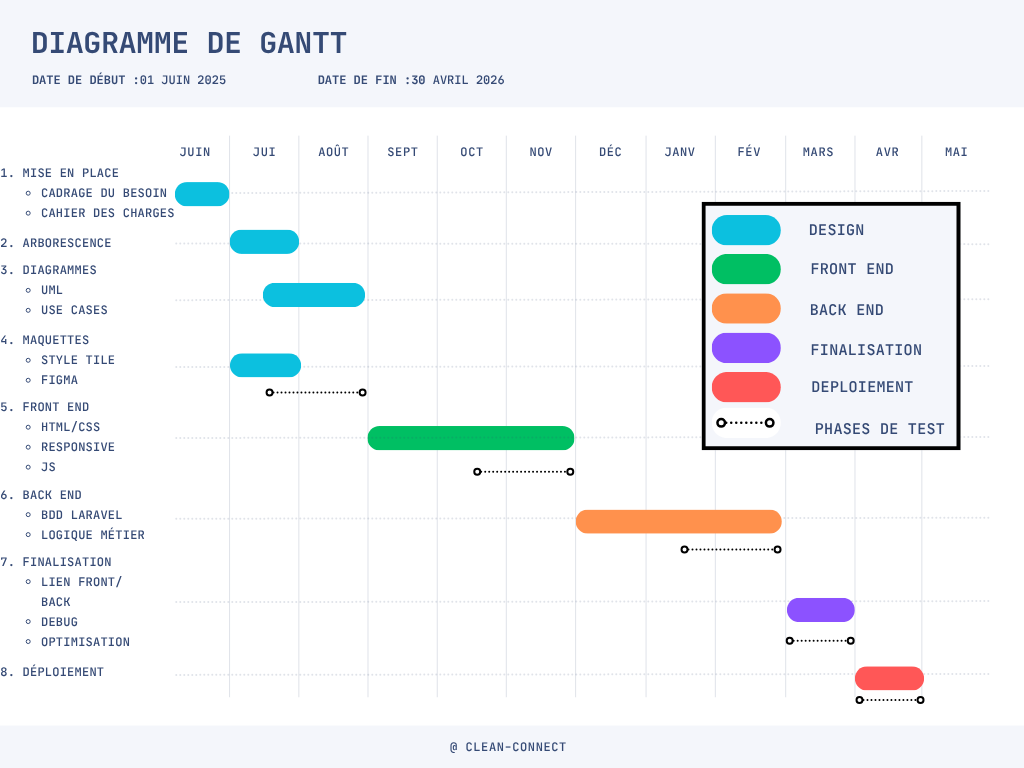 DIAGRAMME DE GANTT
DATE DE DÉBUT :01 JUIN 2025 DATE DE FIN :30 AVRIL 2026
JUIN JUI AOÛT SEPT OCT NOV DÉC JANV FÉV MARS AVR MAI
1. MISE EN PLACE
CADRAGE DU BESOIN
CAHIER DES CHARGES
2. ARBORESCENCE
3. DIAGRAMMES
UML
USE CASES
4. MAQUETTES
STYLE TILE
FIGMA
5. FRONT END
HTML/CSS
RESPONSIVE
JS
6. BACK END
BDD LARAVEL
LOGIQUE MÉTIER
7. FINALISATION
LIEN FRONT/
BACK
DEBUG
OPTIMISATION
8. DÉPLOIEMENT
DESIGN
FRONT END
BACK END
FINALISATION
DEPLOIEMENT
PHASES DE TEST
@ CLEAN-CONNECT